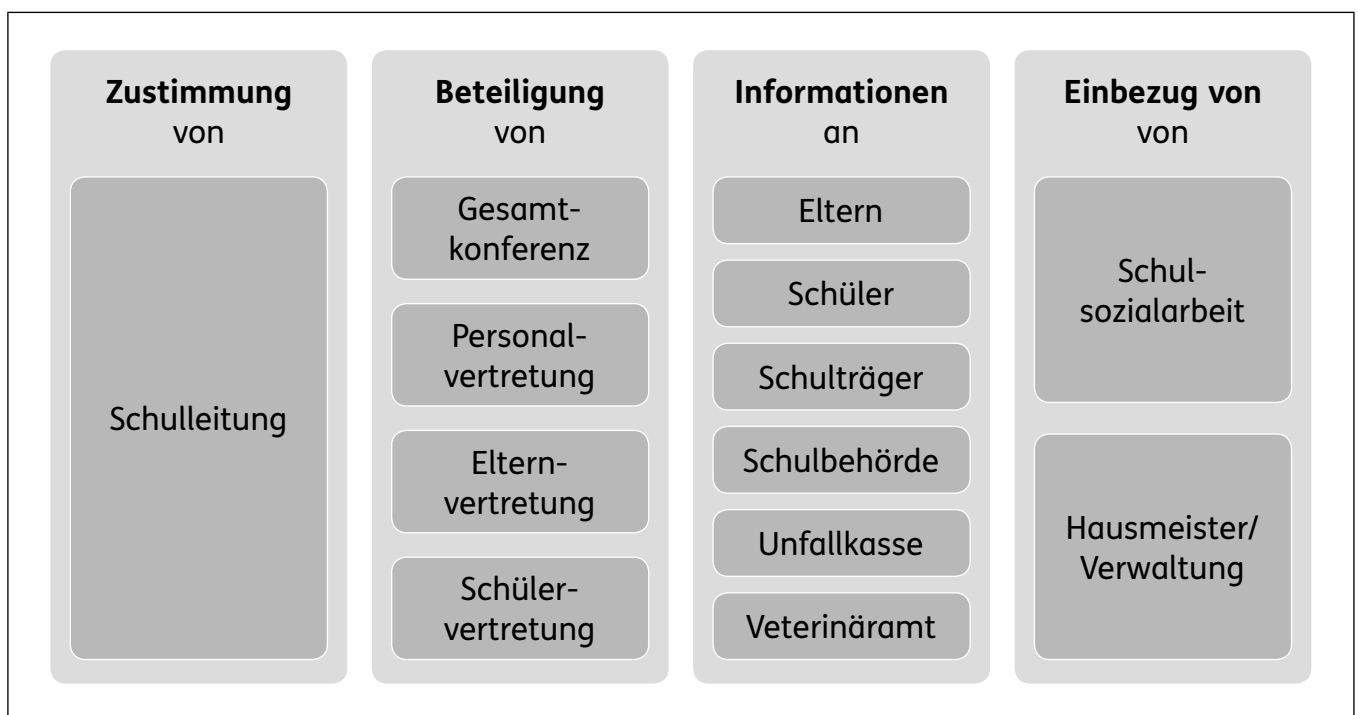 Zustimmung
von
Schulleitung
Beteiligung
von
Gesamt-
konferenz
Personal-
vertretung
Eltern-
vertretung
Schüler-
vertretung
Informationen
an
Eltern
Schüler
Schulträger
Schulbehörde
Unfallkasse
Veterinäramt
Einbezug von
von
Schul-
sozialarbeit
Hausmeister/
Verwaltung